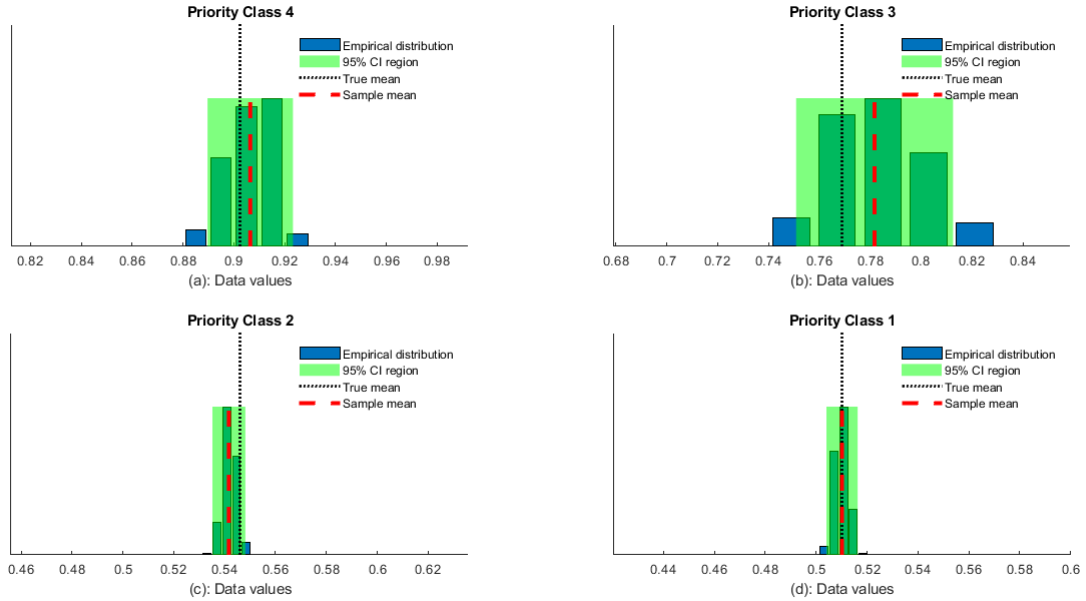 Priority Class 4
Empirical distribution
95% CI region
True mean
Sample mean
0.82 0.84 0.86 0.88 0.9 0.92 0.94 0.96 0.98
(a): Data values
Priority Class 3
Empirical distribution
95% CI region
True mean
Sample mean
0.68 0.7 0.72 0.74 0.76 0.78 0.8 0.82 0.84
(b): Data values
Priority Class 2
Empirical distribution
95% CI region
True mean
Sample mean
0.46 0.48 0.5 0.52 0.54 0.56 0.58 0.6 0.62
(c): Data values
Priority Class 1
Empirical distribution
95% CI region
True mean
Sample mean
0.44 0.46 0.48 0.5 0.52 0.54 0.56 0.58 0.6
(d): Data values